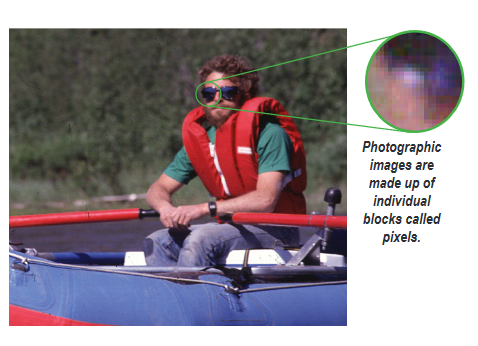 Photographic
images are
made up of
individual
blocks called
pixels.